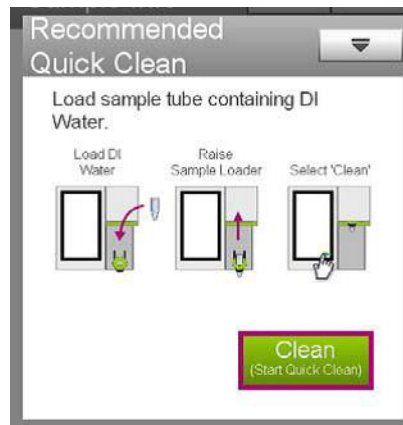 Recommended
Quick Clean
Load sample tube containing DI
Water.
Load DI
Water
Raise
Sample Loader
Select 'Clean'
Clean
(Start Quick Clean)